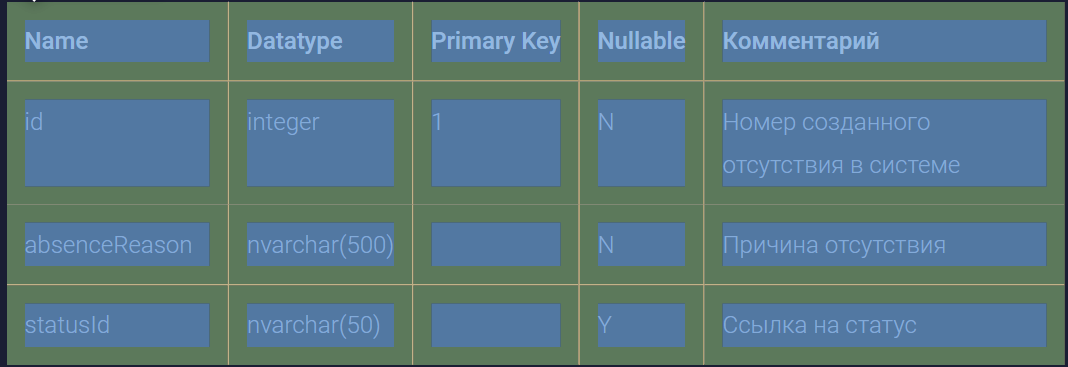 Name Datatype Primary Key Nullable Комментарий
id integer 1 N Номер созданного
отсутствия в системе
absenceReason nvarchar(500) N Причина отсутствия
statusId nvarchar(50) Y Ссылка на статус